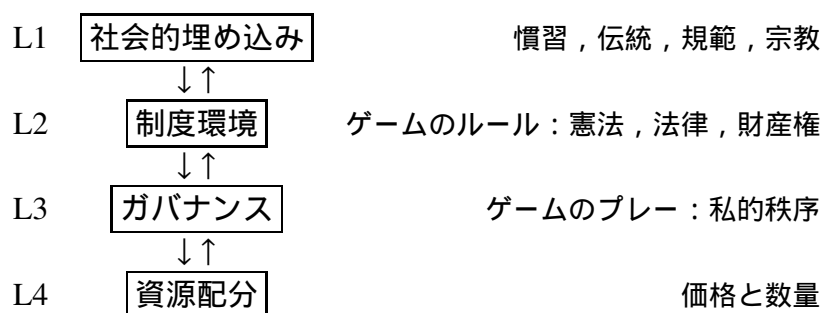 L1 社会的埋め込み 慣習，伝統，規範，宗教
↓↑
L2 制度環境 ゲームのルール：憲法，法律，財産権
↓↑
L3 ガバナンス ゲームのプレー：私的秩序
↓↑
L4 資源配分 価格と数量